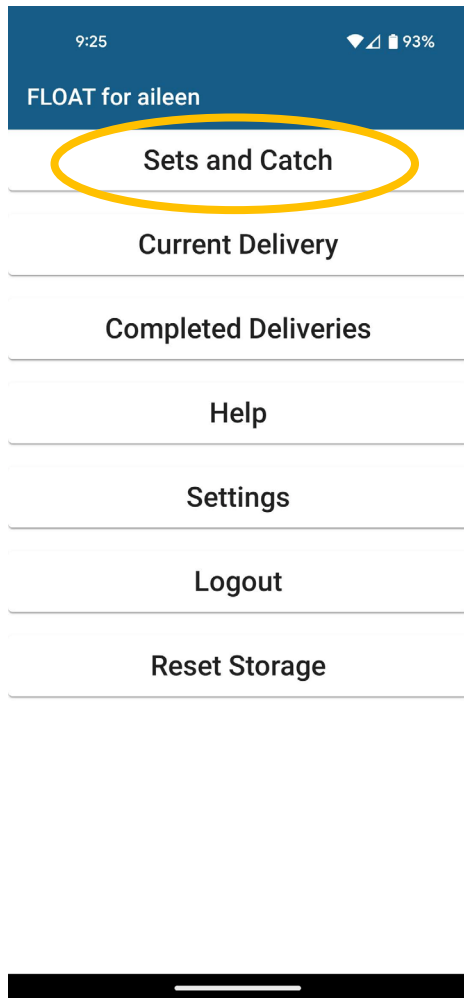 9:25 93%
FLOAT for aileen
Sets and Catch
Current Delivery
Completed Deliveries
Help
Settings
Logout
Reset Storage